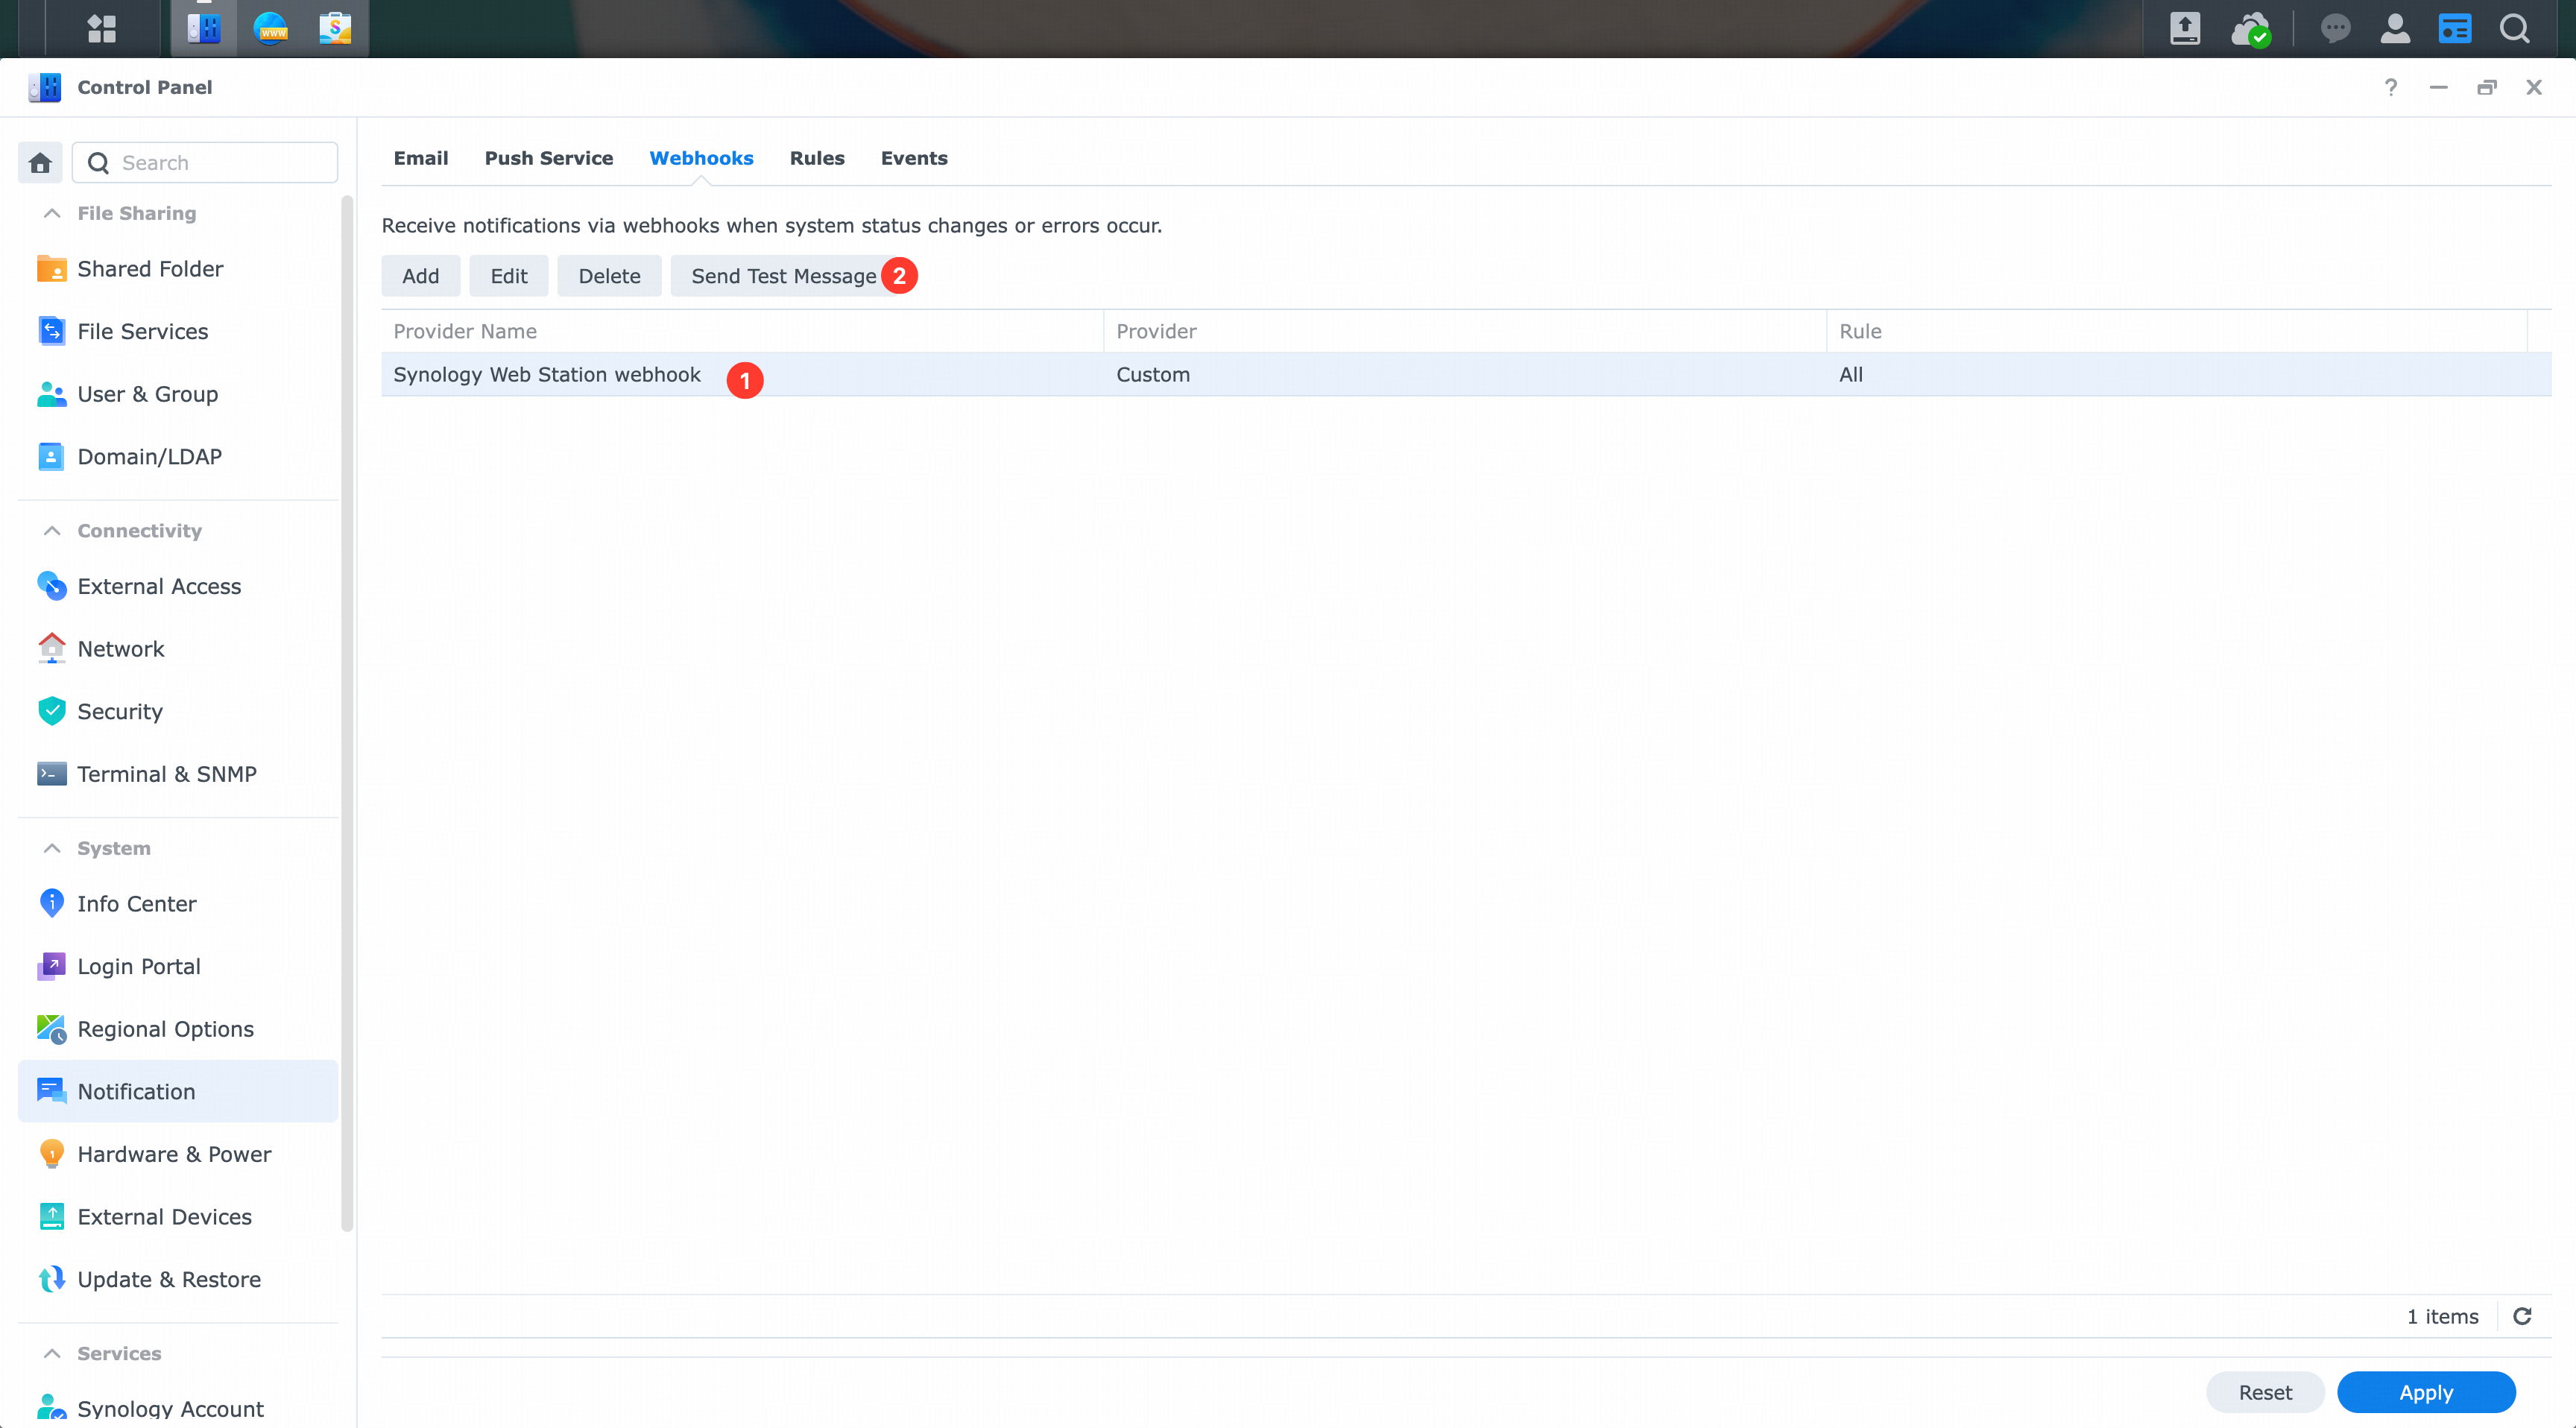 WWW
S
Control Panel
?
Search
File Sharing
Shared Folder
File Services
User & Group
Domain/LDAP
Connectivity
External Access
Network
Security
Terminal & SNMP
System
Info Center
Login Portal
Regional Options
Notification
Hardware & Power
External Devices
Update & Restore
Services
Synology Account
Email Push Service Webhooks Rules Events
Receive notifications via webhooks when system status changes or errors occur.
Add Edit Delete Send Test Message 2
Provider Name Provider Rule
Synology Web Station webhook 1 Custom All
1 items
Reset Apply